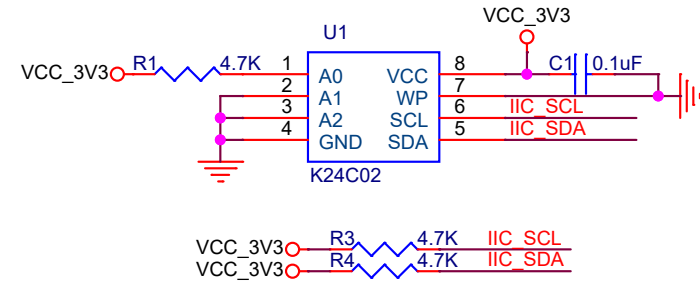 VCC_3V3
U1
VCC_3V3 R1 4.7K 1 A0 VCC 8 C1 0.1uF
2 A1 WP 7
3 A2 SCL 6 IIC_SCL
4 GND SDA 5 IIC_SDA
K24C02
VCC_3V3 R3 4.7K IIC_SCL
VCC_3V3 R4 4.7K IIC_SDA